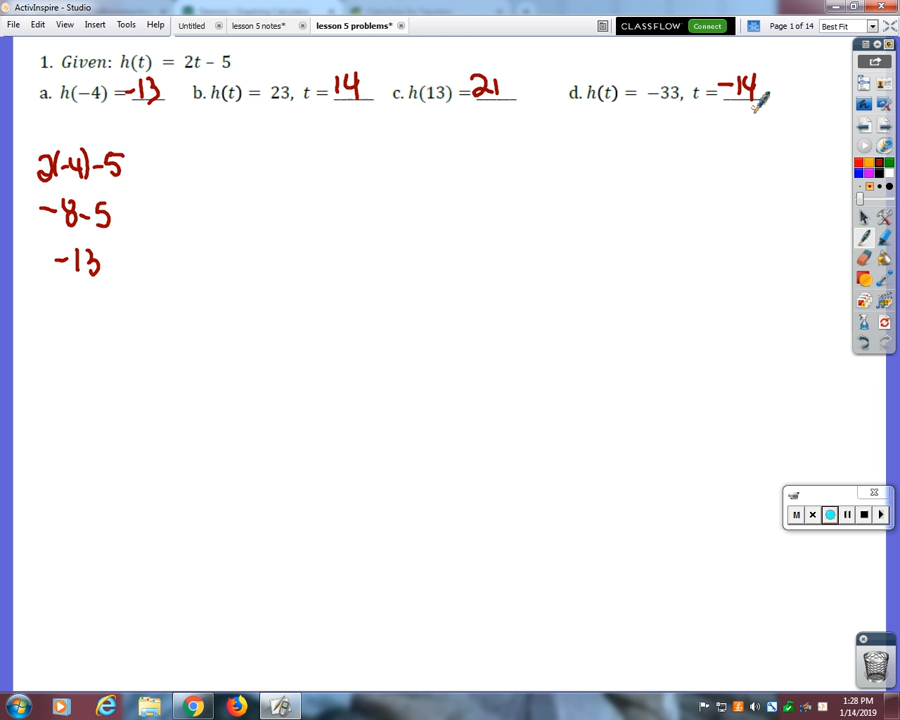 ActivInspire - Studio
File Edit View Insert Tools Help Untitled lesson 5 notes* lesson 5 problems* CLASSFLOW Connect Page 1 of 14 Best Fit
1. Given: h(t) = 2t – 5
a. h(−4) = -13 b. h(t) = 23, t = 14 c. h(13) = 21 d. h(t) = −33, t = -14
2(-4)-5
-8-5
-13
M
1:28 PM
1/14/2019